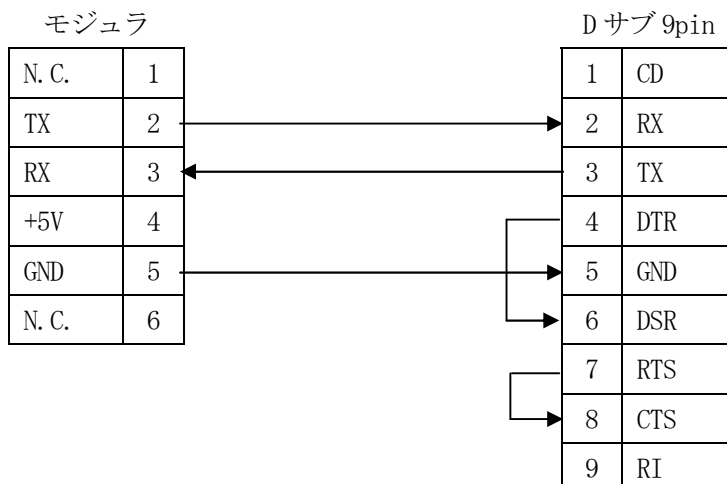 モジュラ
N.C. 1
TX 2
RX 3
+5V 4
GND 5
N.C. 6
Dサブ9pin
1 CD
2 RX
3 TX
4 DTR
5 GND
6 DSR
7 RTS
8 CTS
9 RI